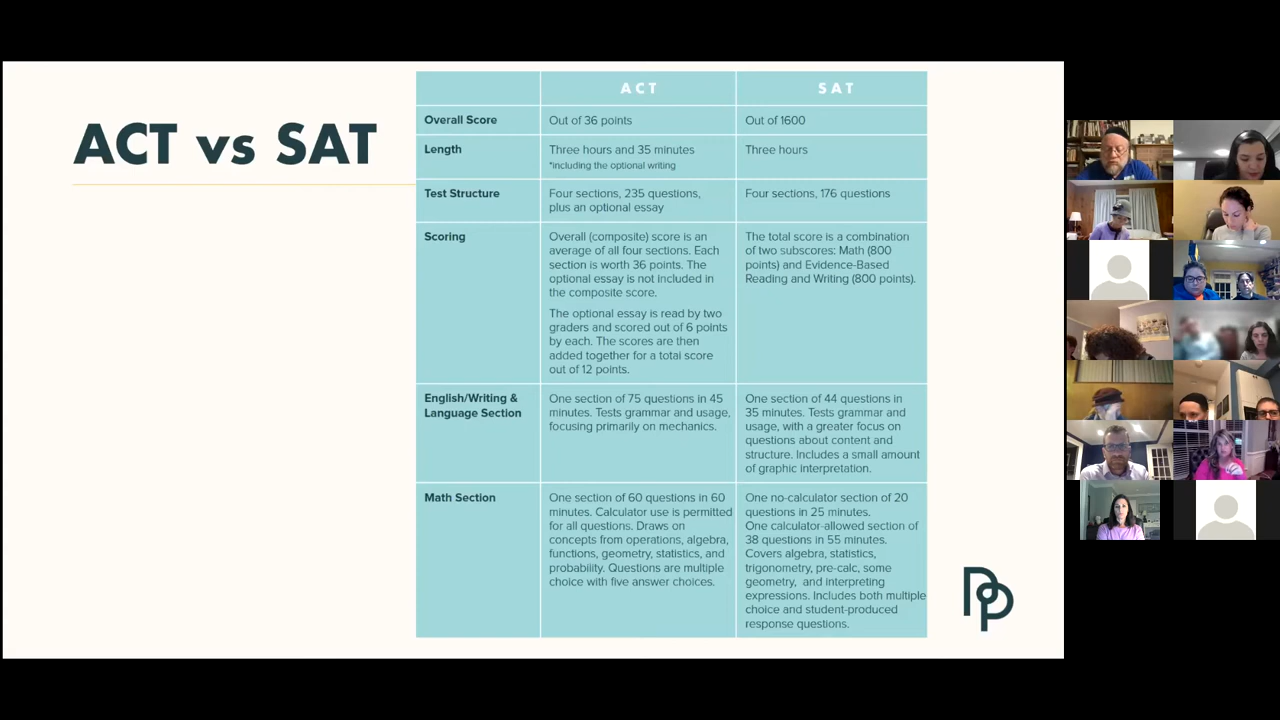 ACT vs SAT
ACT
SAT
Overall Score
Out of 36 points
Out of 1600
Length
Three hours and 35 minutes
*including the optional writing
Three hours
Test Structure
Four sections, 235 questions,
plus an optional essay
Four sections, 176 questions
Scoring
Overall (composite) score is an
average of all four sections. Each
section is worth 36 points. The
optional essay is not included in
the composite score.
The optional essay is read by two
graders and scored out of 6 points
by each. The scores are then
added together for a total score
out of 12 points.
The total score is a combination
of two subscores: Math (800
points) and Evidence-Based
Reading and Writing (800 points).
English/Writing &
Language Section
One section of 75 questions in 45
minutes. Tests grammar and usage,
focusing primarily on mechanics.
One section of 44 questions in
35 minutes. Tests grammar and
usage, with a greater focus on
questions about content and
structure. Includes a small amount
of graphic interpretation.
Math Section
One section of 60 questions in 60
minutes. Calculator use is permitted
for all questions. Draws on
concepts from operations, algebra,
functions, geometry, statistics, and
probability. Questions are multiple
choice with five answer choices.
One no-calculator section of 20
questions in 25 minutes.
One calculator-allowed section of
38 questions in 55 minutes.
Covers algebra, statistics,
trigonometry, pre-calc, some
geometry, and interpreting
expressions. Includes both multiple
choice and student-produced
response questions.
PP